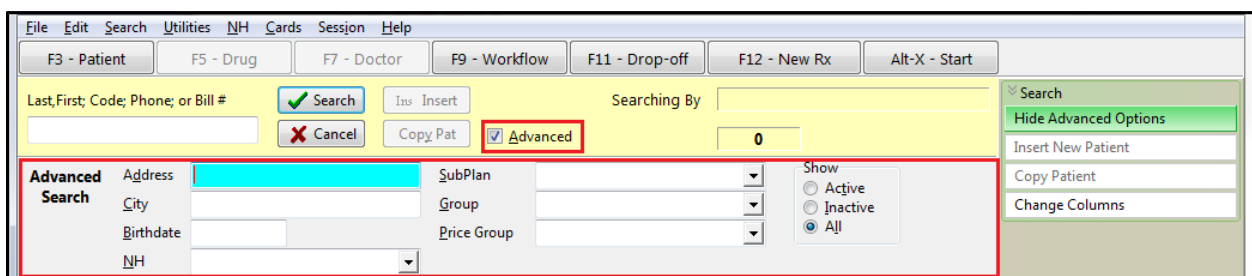 File Edit Search Utilities NH Cards Session Help
F3 - Patient F5 - Drug F7 - Doctor F9 - Workflow F11 - Drop-off F12 - New Rx Alt-X - Start
Last,First; Code; Phone; or Bill # Search Ins Insert Searching By
Cancel Copy Pat Advanced 0
Advanced Search
Address
City
Birthdate
NH
SubPlan
Group
Price Group
Show
Active
Inactive
All
Search
Hide Advanced Options
Insert New Patient
Copy Patient
Change Columns